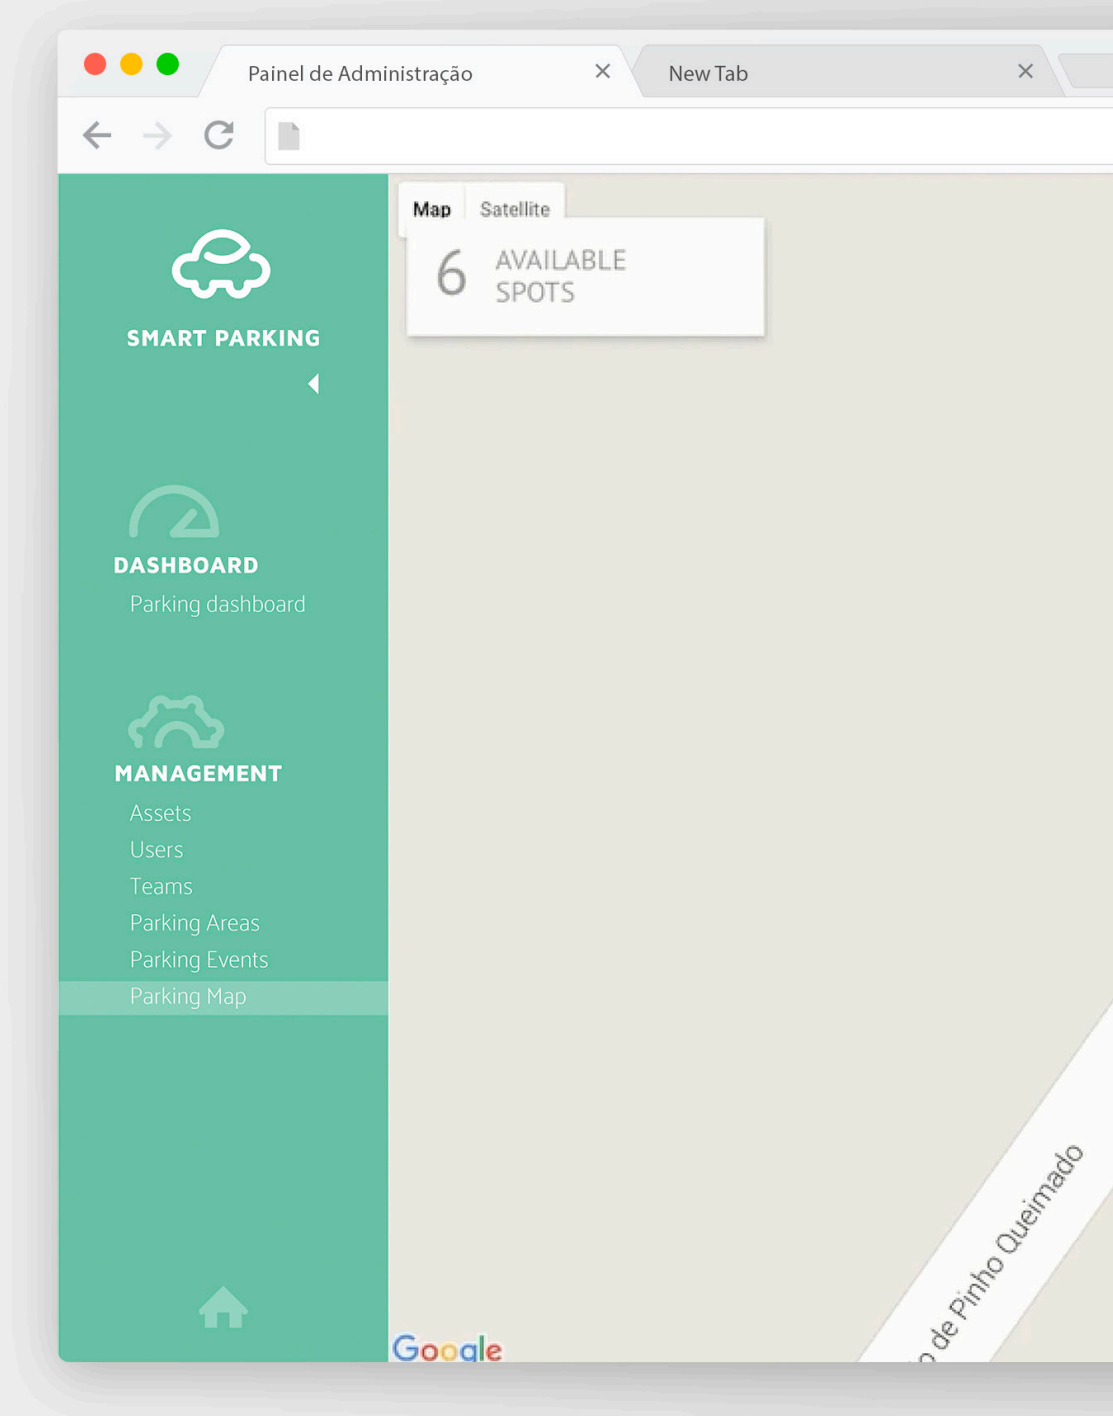 Painel de Administração
New Tab
Map
Satellite
6 AVAILABLE
SPOTS
SMART PARKING
DASHBOARD
Parking dashboard
MANAGEMENT
Assets
Users
Teams
Parking Areas
Parking Events
Parking Map
de Pinho Queimado
Google